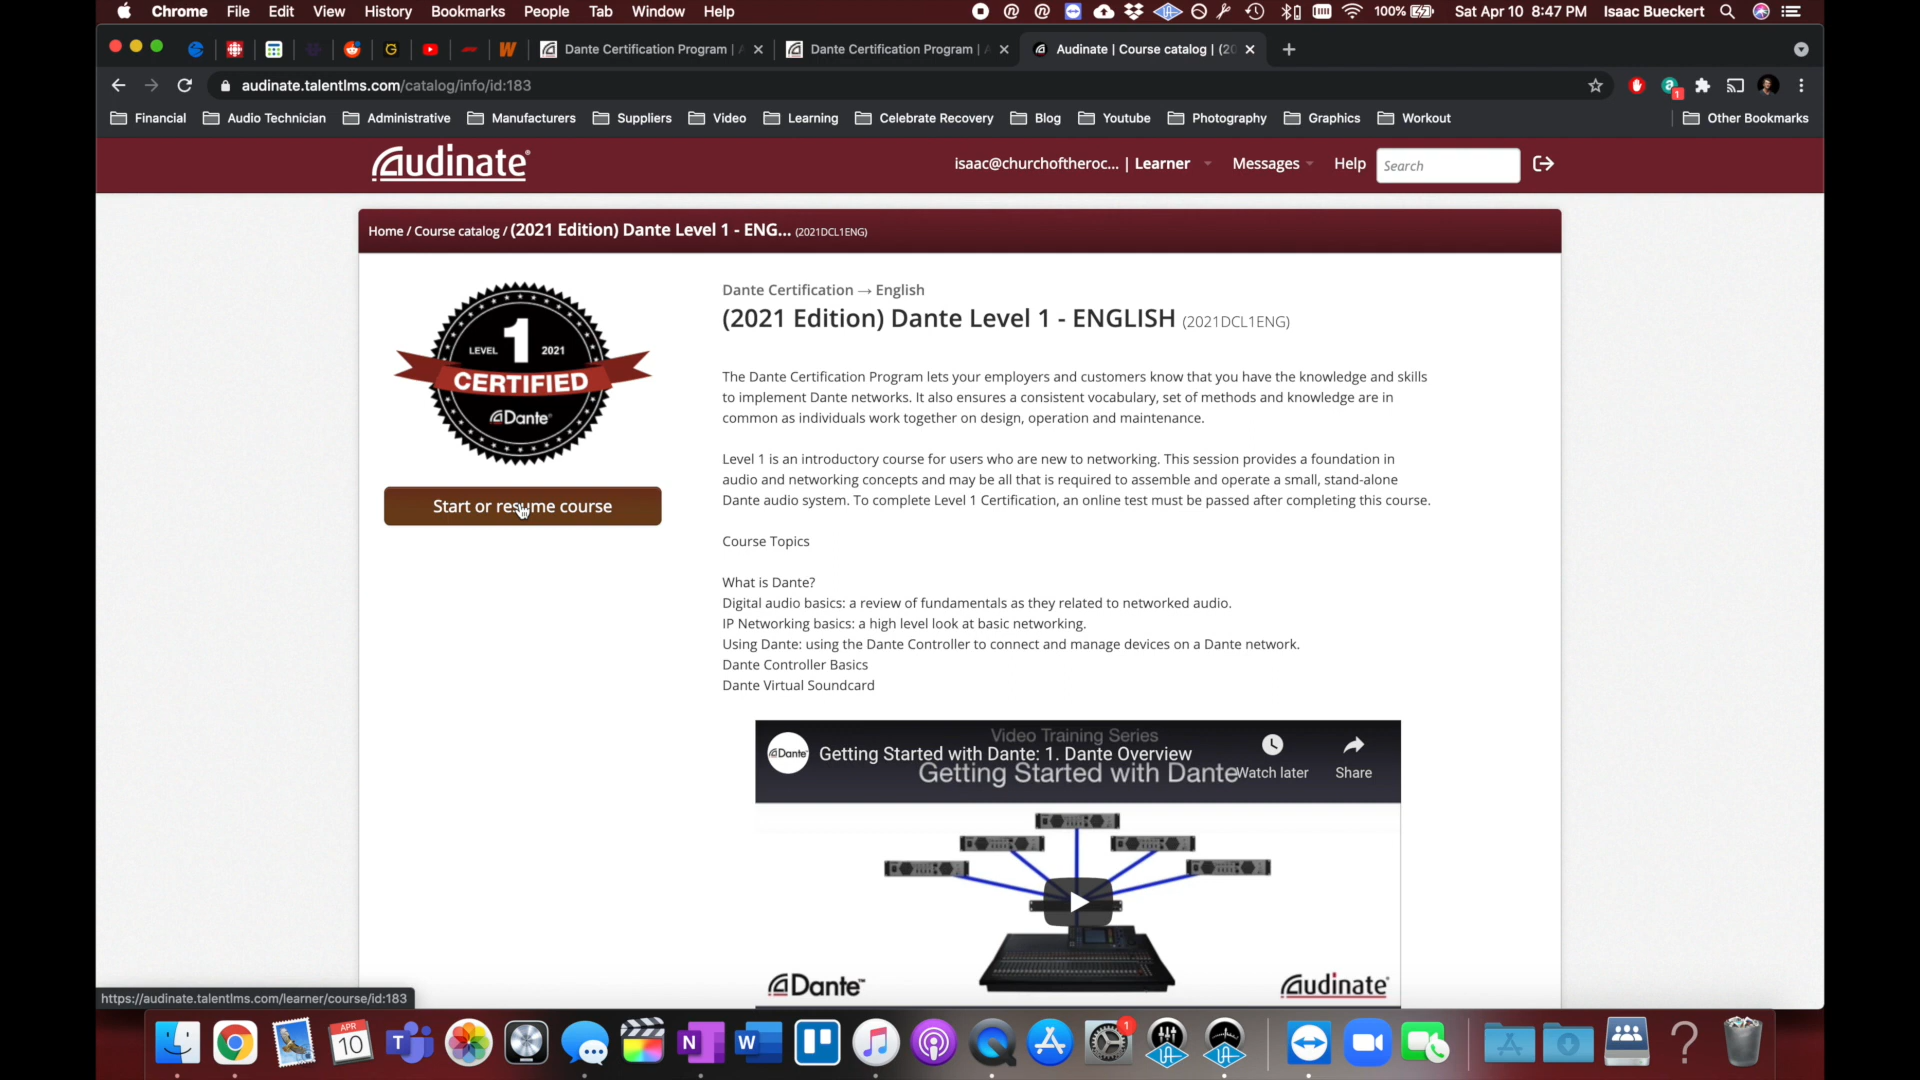 Chrome File Edit View History Bookmarks People Tab Window Help 100% Sat Apr 10 8:47 PM Isaac Bueckert
Dante Certification Program | Dante Certification Program | Audinate | Course catalog | (20
audinate.talentlms.com/catalog/info/id:183
Financial Audio Technician Administrative Manufacturers Suppliers Video Learning Celebrate Recovery Blog Youtube Photography Graphics Workout Other Bookmarks
Audinate® isaac@churchoftheroc... | Learner Messages Help Search
Home / Course catalog / (2021 Edition) Dante Level 1 - ENG... (2021DCL1ENG)
LEVEL 1 2021
CERTIFIED
Dante
Start or resume course
Dante Certification → English
(2021 Edition) Dante Level 1 - ENGLISH (2021DCL1ENG)
The Dante Certification Program lets your employers and customers know that you have the knowledge and skills
to implement Dante networks. It also ensures a consistent vocabulary, set of methods and knowledge are in
common as individuals work together on design, operation and maintenance.
Level 1 is an introductory course for users who are new to networking. This session provides a foundation in
audio and networking concepts and may be all that is required to assemble and operate a small, stand-alone
Dante audio system. To complete Level 1 Certification, an online test must be passed after completing this course.
Course Topics
What is Dante?
Digital audio basics: a review of fundamentals as they related to networked audio.
IP Networking basics: a high level look at basic networking.
Using Dante: using the Dante Controller to connect and manage devices on a Dante network.
Dante Controller Basics
Dante Virtual Soundcard
Video Training Series
Dante Getting Started with Dante: 1. Dante Overview
Getting Started with Dante Watch later Share
Dante™ Audinate®
https://audinate.talentlms.com/learner/course/id:183
APR
10
T N W 1